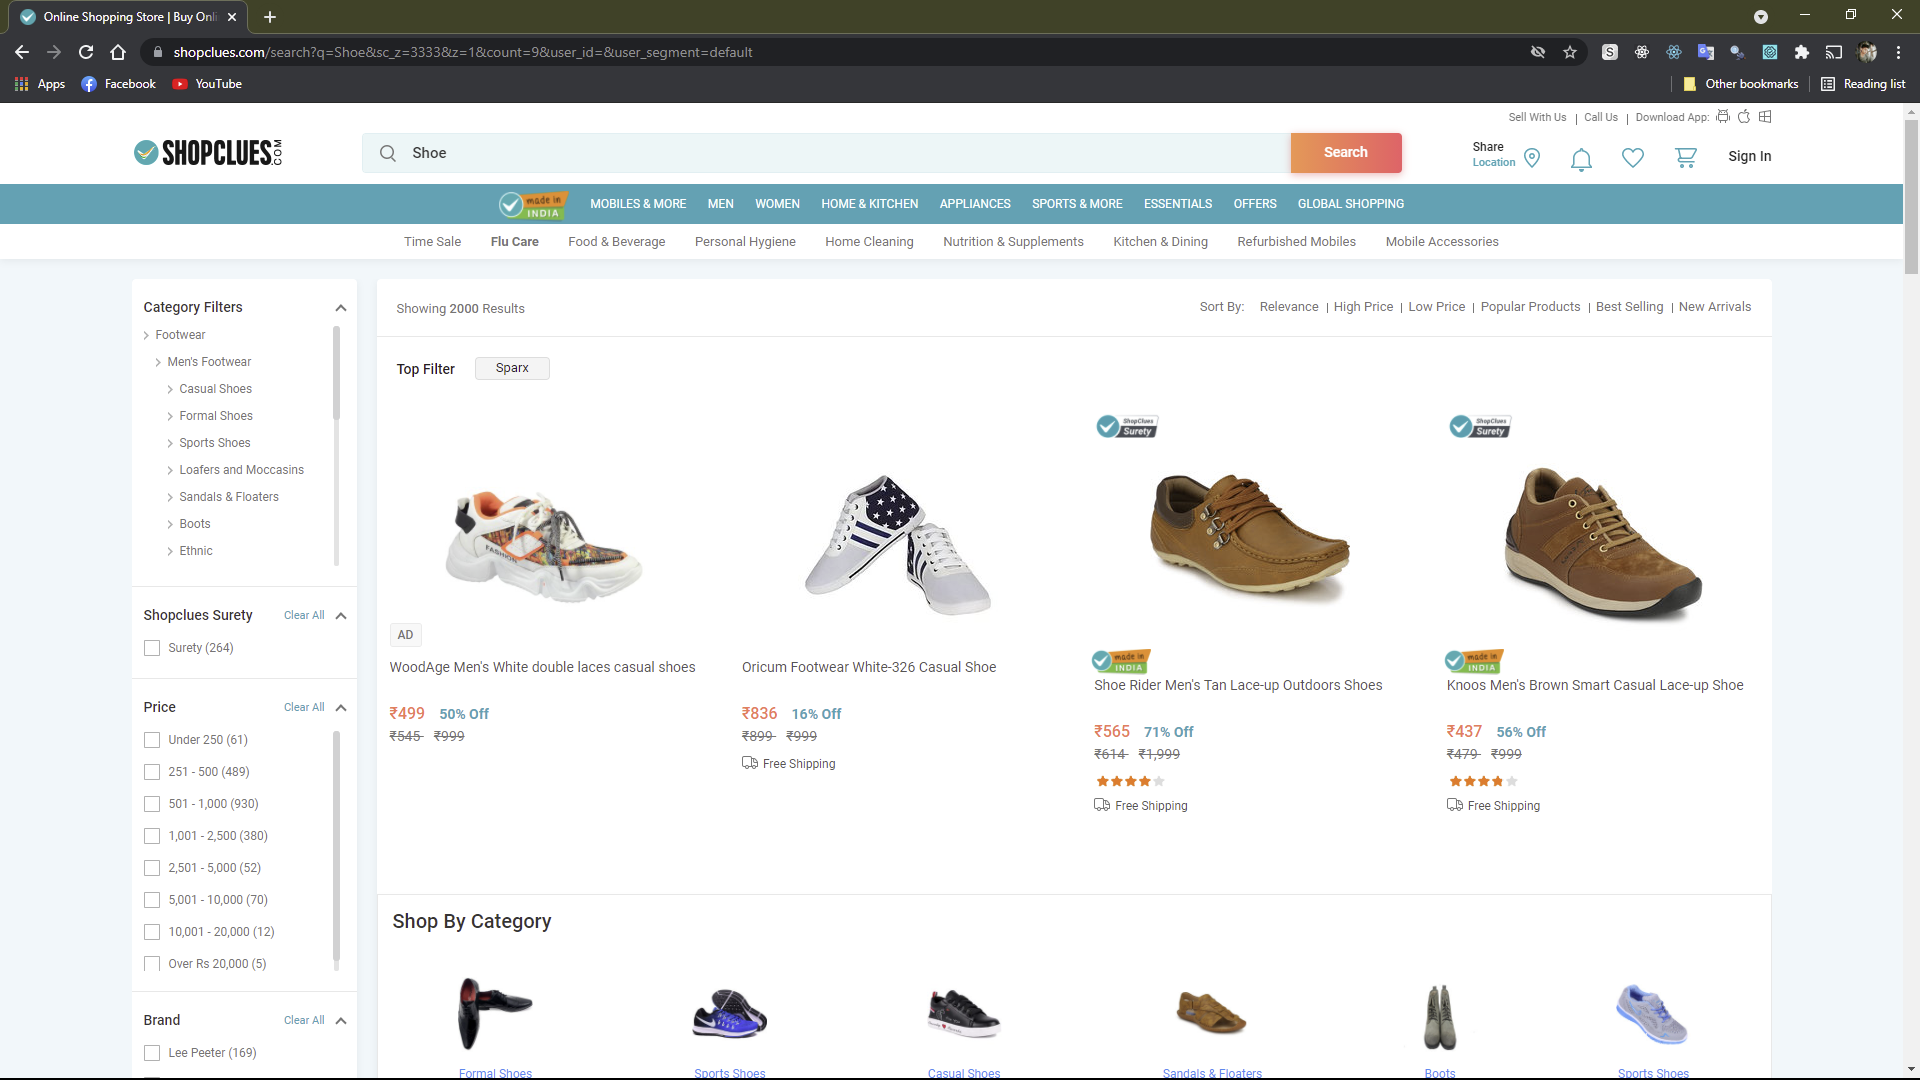 Online Shopping Store | Buy Onli
shopclues.com/search?q=Shoe&sc_z=3333&z=1&count=9&user_id=&user_segment=default
Apps
Facebook
YouTube
Other bookmarks
Reading list
Sell With Us | Call Us | Download App:
SHOPCLUES.COM
Shoe
Search
Share
Location
Sign In
made in
INDIA
MOBILES & MORE
MEN
WOMEN
HOME & KITCHEN
APPLIANCES
SPORTS & MORE
ESSENTIALS
OFFERS
GLOBAL SHOPPING
Time Sale
Flu Care
Food & Beverage
Personal Hygiene
Home Cleaning
Nutrition & Supplements
Kitchen & Dining
Refurbished Mobiles
Mobile Accessories
Category Filters
Footwear
Men's Footwear
Casual Shoes
Formal Shoes
Sports Shoes
Loafers and Moccasins
Sandals & Floaters
Boots
Ethnic
Shopclues Surety
Clear All
Surety (264)
Price
Clear All
Under 250 (61)
251 - 500 (489)
501 - 1,000 (930)
1,001 - 2,500 (380)
2,501 - 5,000 (52)
5,001 - 10,000 (70)
10,001 - 20,000 (12)
Over Rs 20,000 (5)
Brand
Clear All
Lee Peeter (169)
Showing 2000 Results
Sort By: Relevance | High Price | Low Price | Popular Products | Best Selling | New Arrivals
Top Filter
Sparx
FASHION
AD
WoodAge Men's White double laces casual shoes
₹499 50% Off
₹545 ₹999
Oricum Footwear White-326 Casual Shoe
₹836 16% Off
₹899 ₹999
Free Shipping
ShopClues
Surety
made in
INDIA
Shoe Rider Men's Tan Lace-up Outdoors Shoes
₹565 71% Off
₹614 ₹1,999
Free Shipping
ShopClues
Surety
made in
INDIA
Knoos Men's Brown Smart Casual Lace-up Shoe
₹437 56% Off
₹479 ₹999
Free Shipping
Shop By Category
Formal Shoes
Sports Shoes
Casual Shoes
Sandals & Floaters
Boots
Sports Shoes